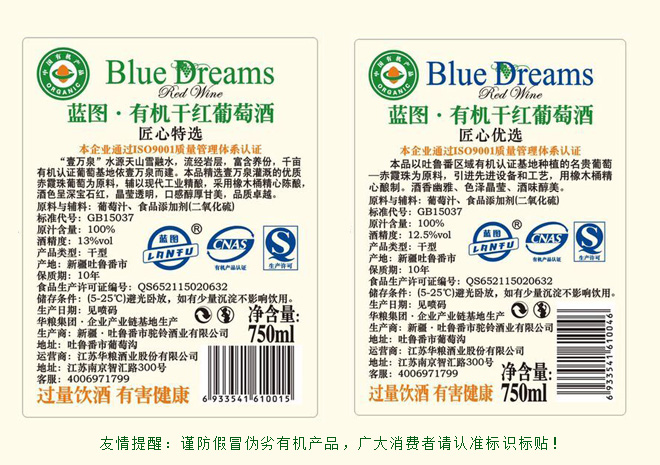 中国有机产品
ORGANIC
Blue Dreams
Red Wine
蓝图·有机干红葡萄酒
匠心特选
本企业通过ISO9001质量管理体系认证
“壹万泉”水源天山雪融水，流经岩层，富含养份，千亩
有机认证葡萄基地依壹万泉而建。本品精选壹万泉灌溉的优质
赤霞珠葡萄为原料，辅以现代工业精酿，采用橡木桶精心陈酿，
酒色呈深宝石红，晶莹透明，口感醇厚甘美，品质卓越。
原料与辅料：葡萄汁、食品添加剂(二氧化硫)
标准代号：GB15037
原汁含量：100%
酒精度：13%vol
产品类型：干型
产地：新疆吐鲁番市
保质期：10年
蓝图
LANTU
®
CNAS
有机产品认证
生产许可
食品生产许可证编号：QS652115020632
储存条件：(5-25℃)避光卧放，如有少量沉淀不影响饮用。
生产日期：见喷码
华粮集团·企业产业链基地生产
生产商：新疆·吐鲁番市驼铃酒业有限公司
地址：吐鲁番市葡萄沟
运营商：江苏华粮酒业股份有限公司
地址：江苏南京智汇路300号
客服：4006971799
净含量:
750ml
过量饮酒 有害健康
6 933541 610015
中国有机产品
ORGANIC
Blue Dreams
Red Wine
蓝图·有机干红葡萄酒
匠心优选
本企业通过ISO9001质量管理体系认证
本品以吐鲁番区域有机认证基地种植的名贵葡萄
—赤霞珠为原料，引进先进设备和工艺，用橡木桶精
心酿制。酒香幽雅、色泽晶莹、酒味醇美。
原料与辅料：葡萄汁、食品添加剂(二氧化硫)
标准代号：GB15037
原汁含量：100%
酒精度：12.5%vol
产品类型：干型
产地：新疆吐鲁番市
保质期：10年
蓝图
LANTU
®
CNAS
有机产品认证
生产许可
食品生产许可证编号：QS652115020632
储存条件：(5-25℃)避光卧放，如有少量沉淀不影响饮用。
生产日期：见喷码
华粮集团·企业产业链基地生产
生产商：新疆·吐鲁番市驼铃酒业有限公司
地址：吐鲁番市葡萄沟
运营商：江苏华粮酒业股份有限公司
地址：江苏南京智汇路300号
客服：4006971799
净含量:
750ml
过量饮酒 有害健康
6 933541 610046
友情提醒：谨防假冒伪劣有机产品，广大消费者请认准标识标贴！